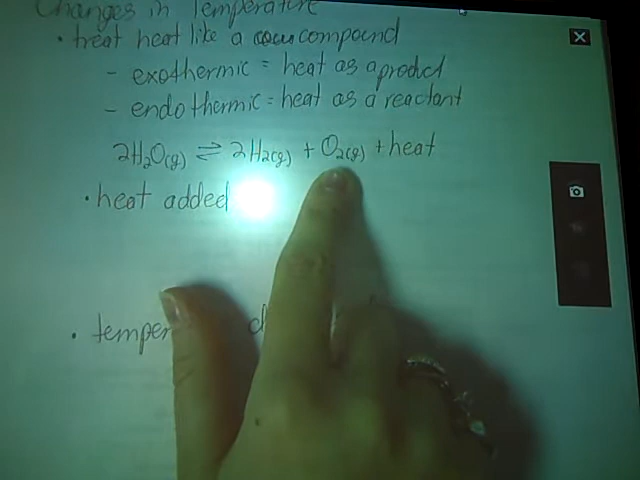 Changes in Temperature
• treat heat like a compound
- exothermic = heat as a product
- endothermic = heat as a reactant
2H₂O(g) ⇌ 2H₂(g) + O₂(g) + heat
• heat added
•